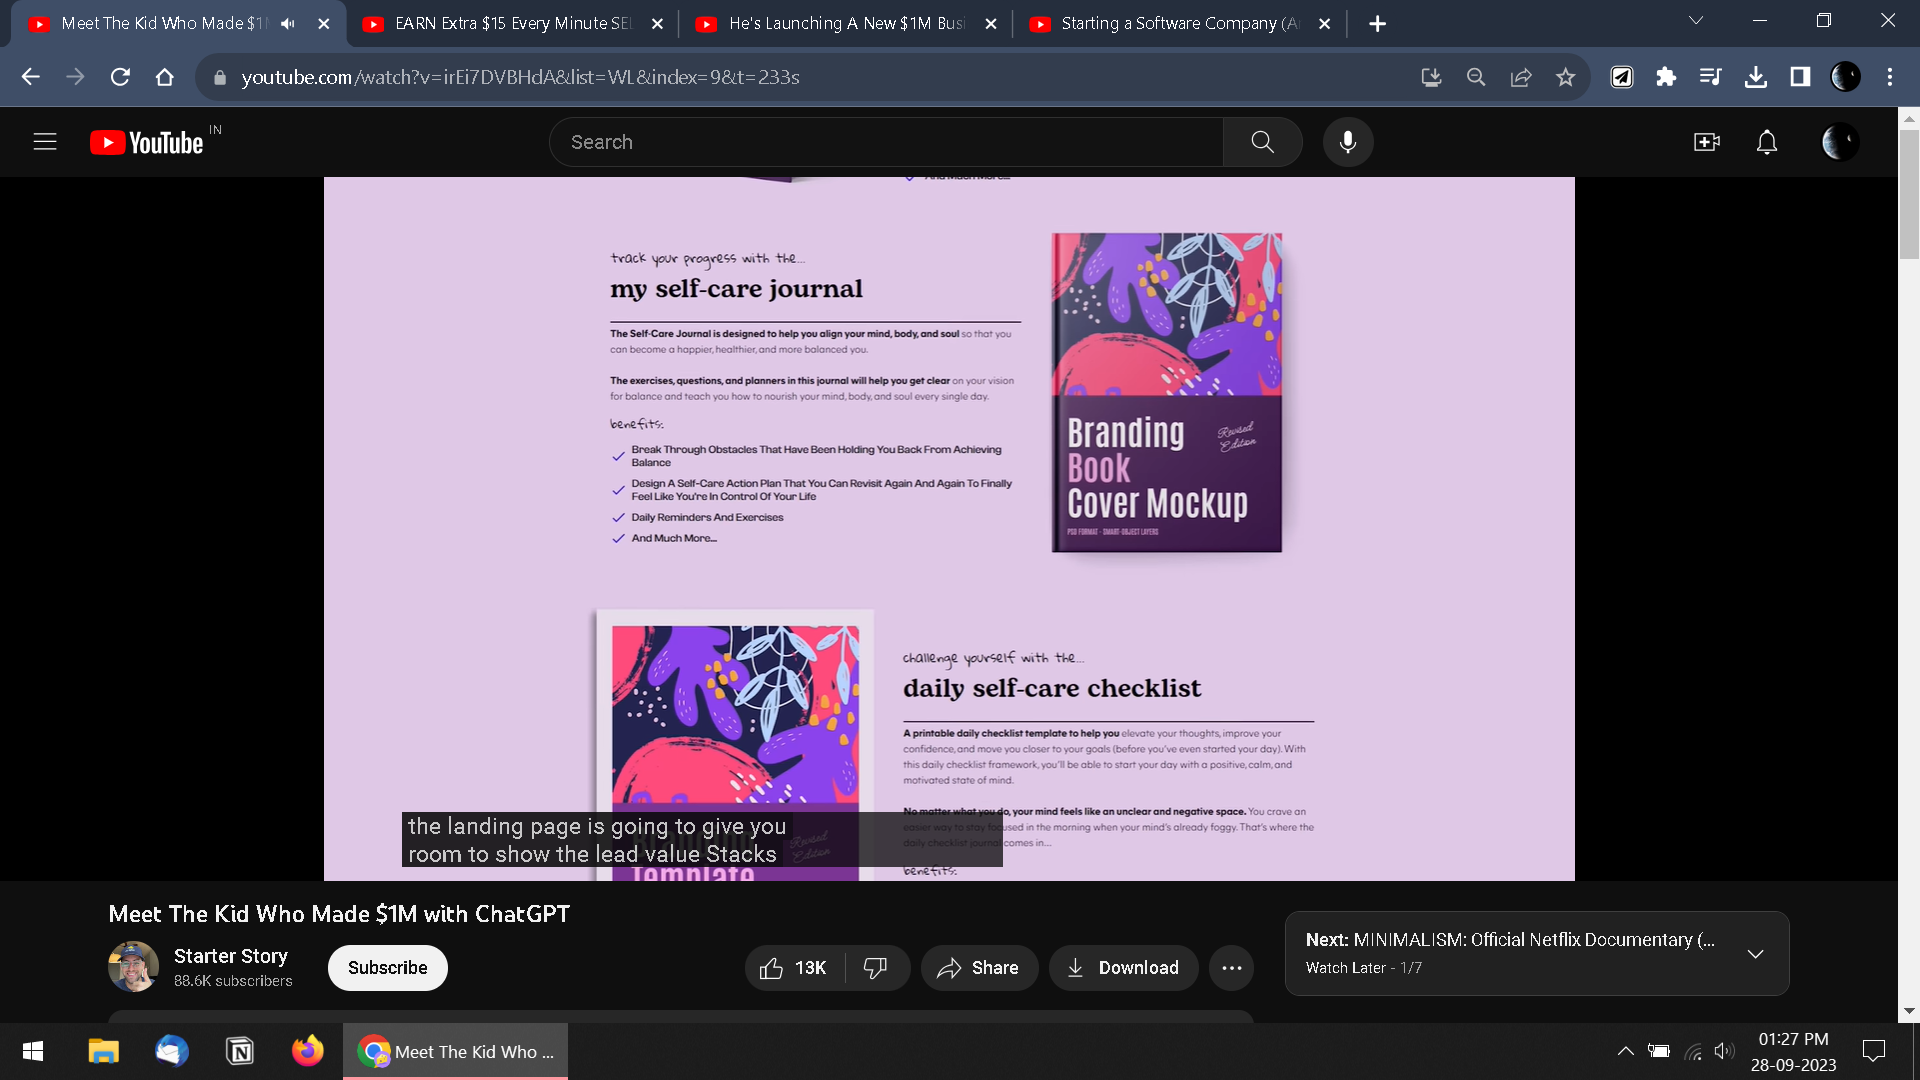 Meet The Kid Who Made $1M
EARN Extra $15 Every Minute SEL
He's Launching A New $1M Busi
Starting a Software Company (A
youtube.com/watch?v=irEi7DVBHdA&list=WL&index=9&t=233s
YouTube IN
Search
And Much More...
track your progress with the...
my self-care journal
The Self-Care Journal is designed to help you align your mind, body, and soul so that you
can become a happier, healthier, and more balanced you.
The exercises, questions, and planners in this journal will help you get clear on your vision
for balance and teach you how to nourish your mind, body, and soul every single day.
benefits:
Break Through Obstacles That Have Been Holding You Back From Achieving
Balance
Design A Self-Care Action Plan That You Can Revisit Again And Again To Finally
Feel Like You're In Control Of Your Life
Daily Reminders And Exercises
And Much More...
Branding
Book
Cover Mockup
Revised
Edition
PSD FORMAT - SMART-OBJECT LAYERS
challenge yourself with the...
daily self-care checklist
A printable daily checklist template to help you elevate your thoughts, improve your
confidence, and move you closer to your goals (before you've even started your day). With
this daily checklist framework, you'll be able to start your day with a positive, calm, and
motivated state of mind.
No matter what you do, your mind feels like an unclear and negative space. You crave an
easier way to stay focused in the morning when your mind's already foggy. That's where the
daily checklist journal comes in...
benefits:
Revised
Edition
Template
the landing page is going to give you
room to show the lead value Stacks
Meet The Kid Who Made $1M with ChatGPT
Starter Story
88.6K subscribers
Subscribe
13K
Share
Download
Next: MINIMALISM: Official Netflix Documentary (...
Watch Later - 1/7
Meet The Kid Who ...
01:27 PM
28-09-2023